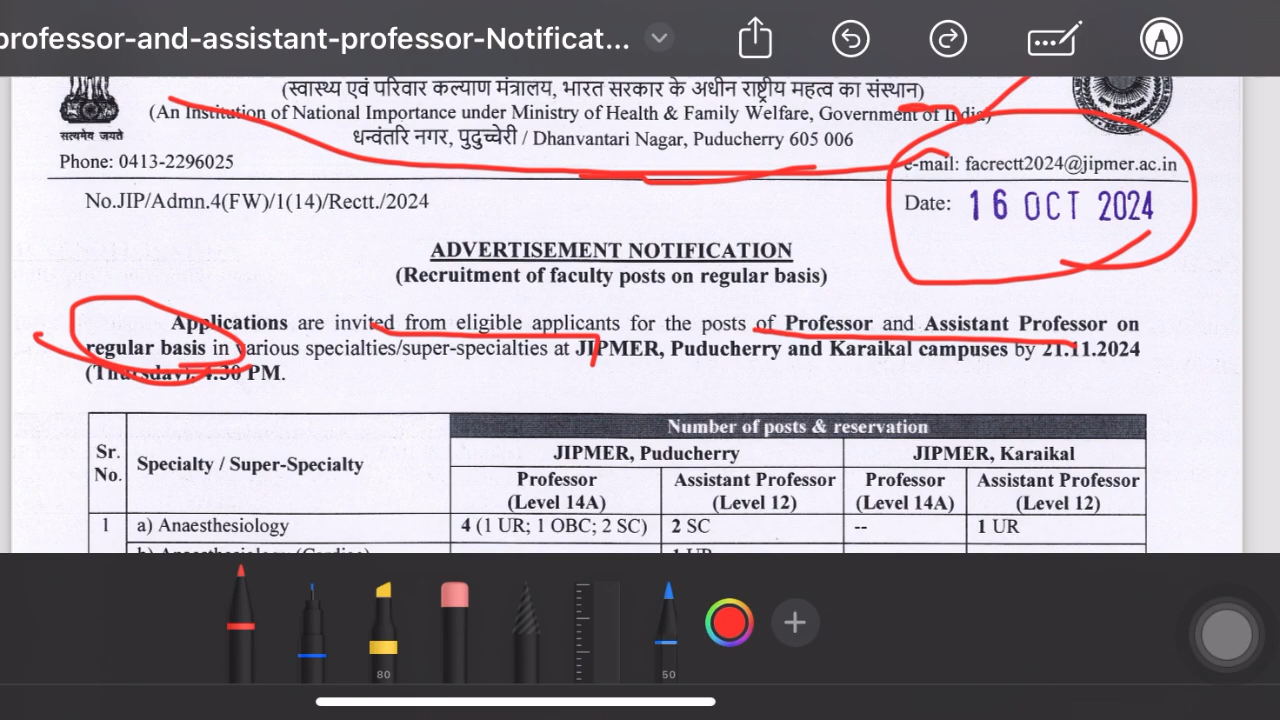 professor-and-assistant-professor-Notificat...
(स्वास्थ्य एवं परिवार कल्याण मंत्रालय, भारत सरकार के अधीन राष्ट्रीय महत्व का संस्थान)
(An Institution of National Importance under Ministry of Health & Family Welfare, Government of India)
धन्वंतरि नगर, पुदुच्चेरी / Dhanvantari Nagar, Puducherry 605 006
सत्यमेव जयते
Phone: 0413-2296025
e-mail: facrectt2024@jipmer.ac.in
No.JIP/Admn.4(FW)/1(14)/Rectt./2024
Date: 16 OCT 2024
ADVERTISEMENT NOTIFICATION
(Recruitment of faculty posts on regular basis)
Applications are invited from eligible applicants for the posts of Professor and Assistant Professor on
regular basis in various specialties/super-specialties at JIPMER, Puducherry and Karaikal campuses by 21.11.2024
(Thursday), 4.30 PM.
Number of posts & reservation
Sr. No.
Specialty / Super-Specialty
JIPMER, Puducherry
JIPMER, Karaikal
Professor (Level 14A)
Assistant Professor (Level 12)
Professor (Level 14A)
Assistant Professor (Level 12)
1 a) Anaesthesiology 4 (1 UR; 1 OBC; 2 SC) 2 SC -- 1 UR
80
50